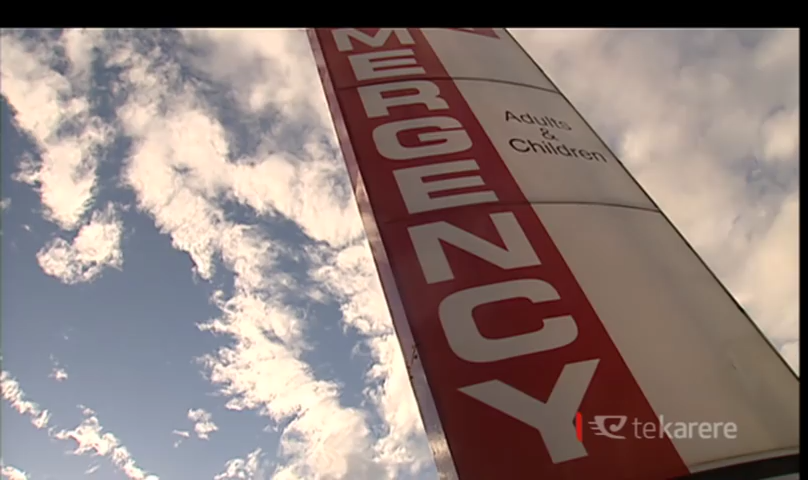 MERGENCY
Adults
&
Children
tekarere